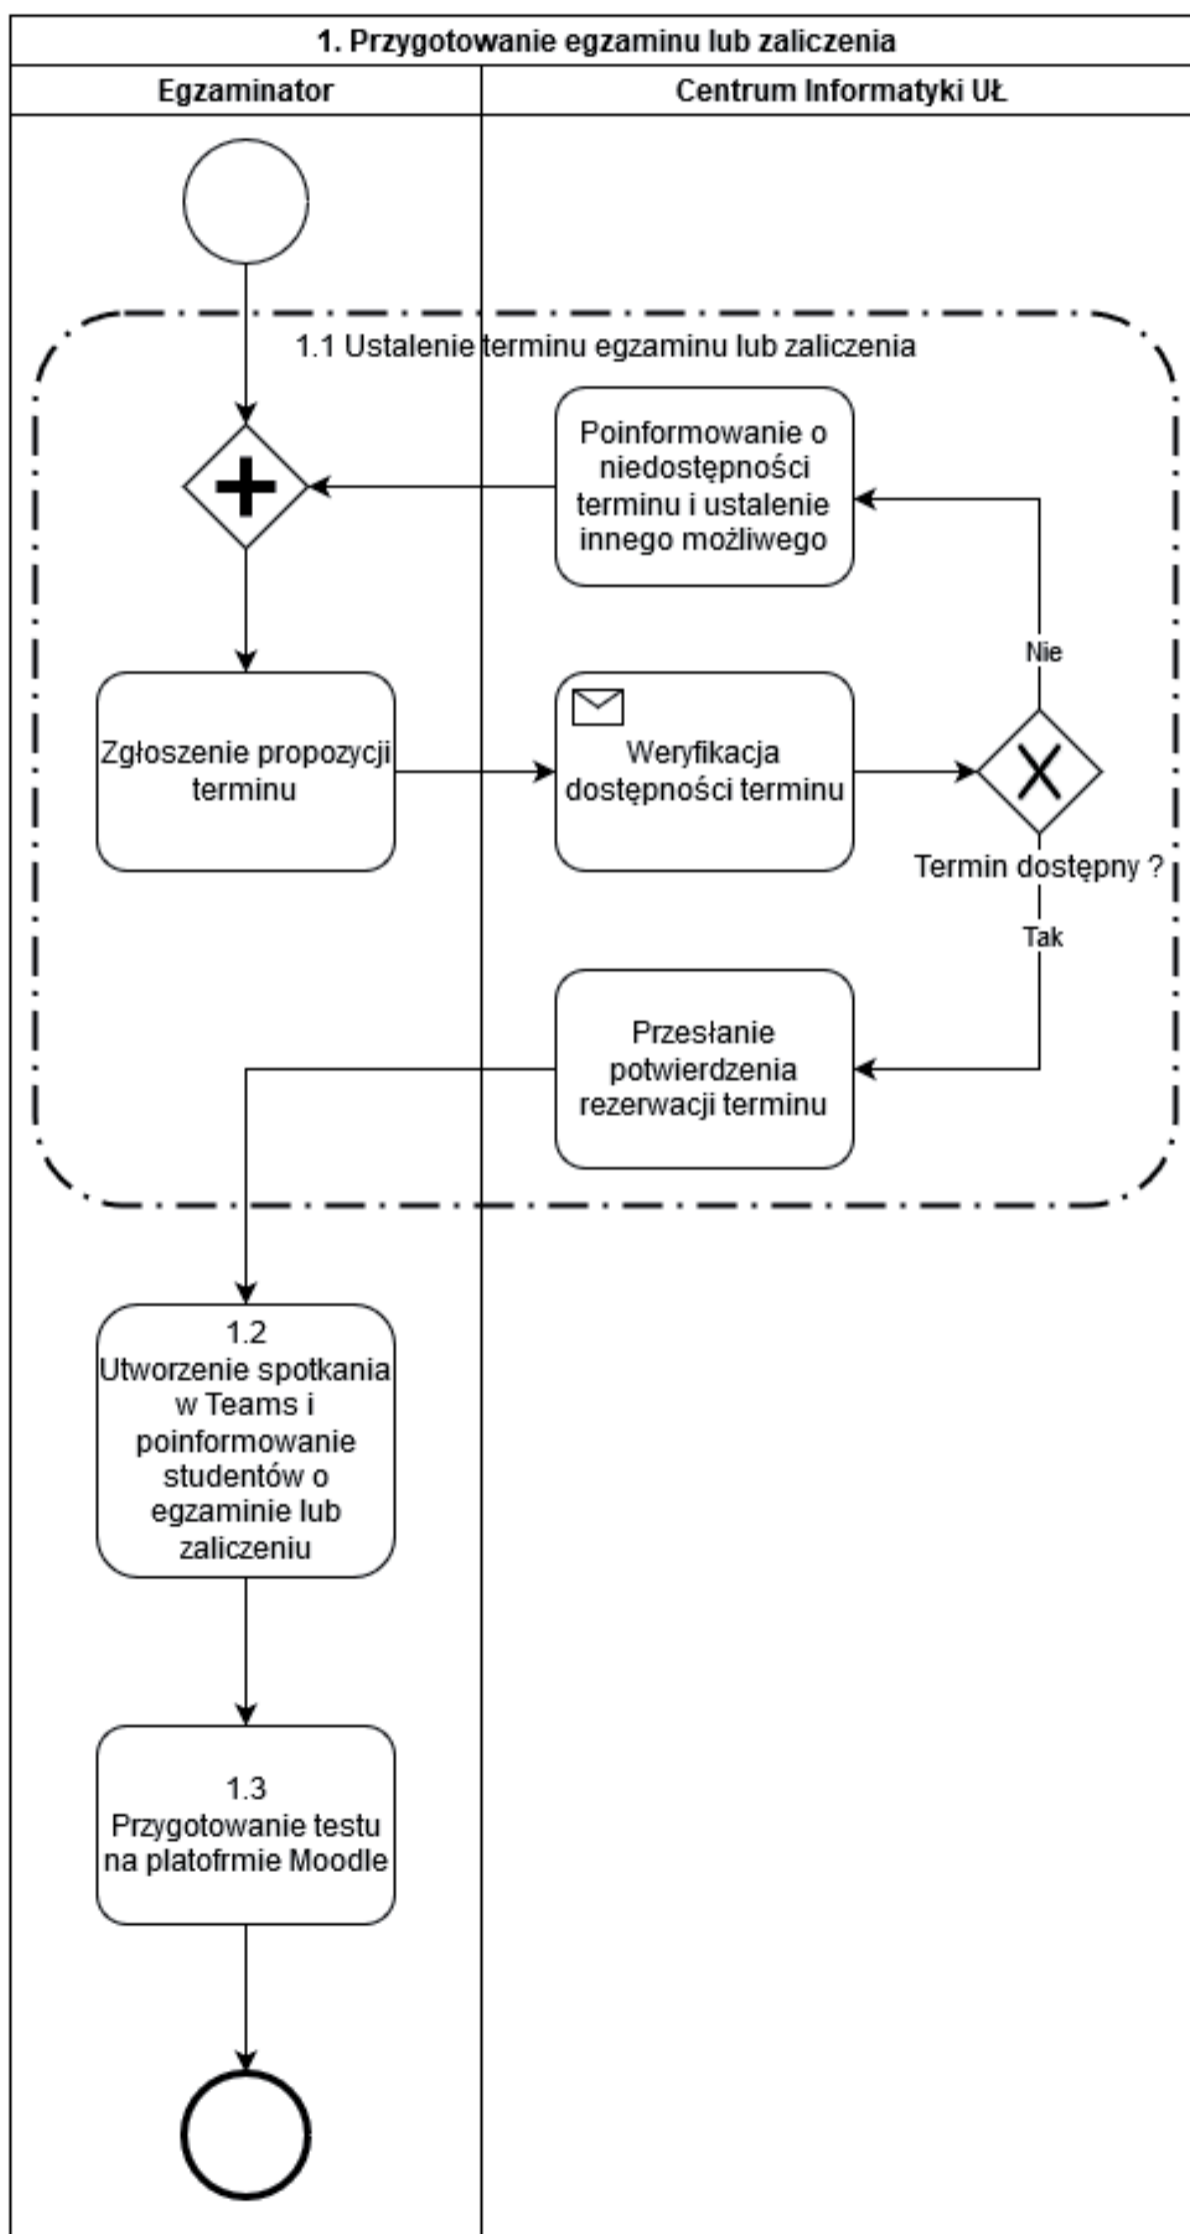 1. Przygotowanie egzaminu lub zaliczenia
Egzaminator
Centrum Informatyki UŁ
1.1 Ustalenie terminu egzaminu lub zaliczenia
Poinformowanie o
niedostępności
terminu i ustalenie
innego możliwego
Nie
Zgłoszenie propozycji
terminu
Weryfikacja
dostępności terminu
Termin dostępny ?
Tak
Przesłanie
potwierdzenia
rezerwacji terminu
1.2
Utworzenie spotkania
w Teams i
poinformowanie
studentów o
egzaminie lub
zaliczeniu
1.3
Przygotowanie testu
na platofrmie Moodle